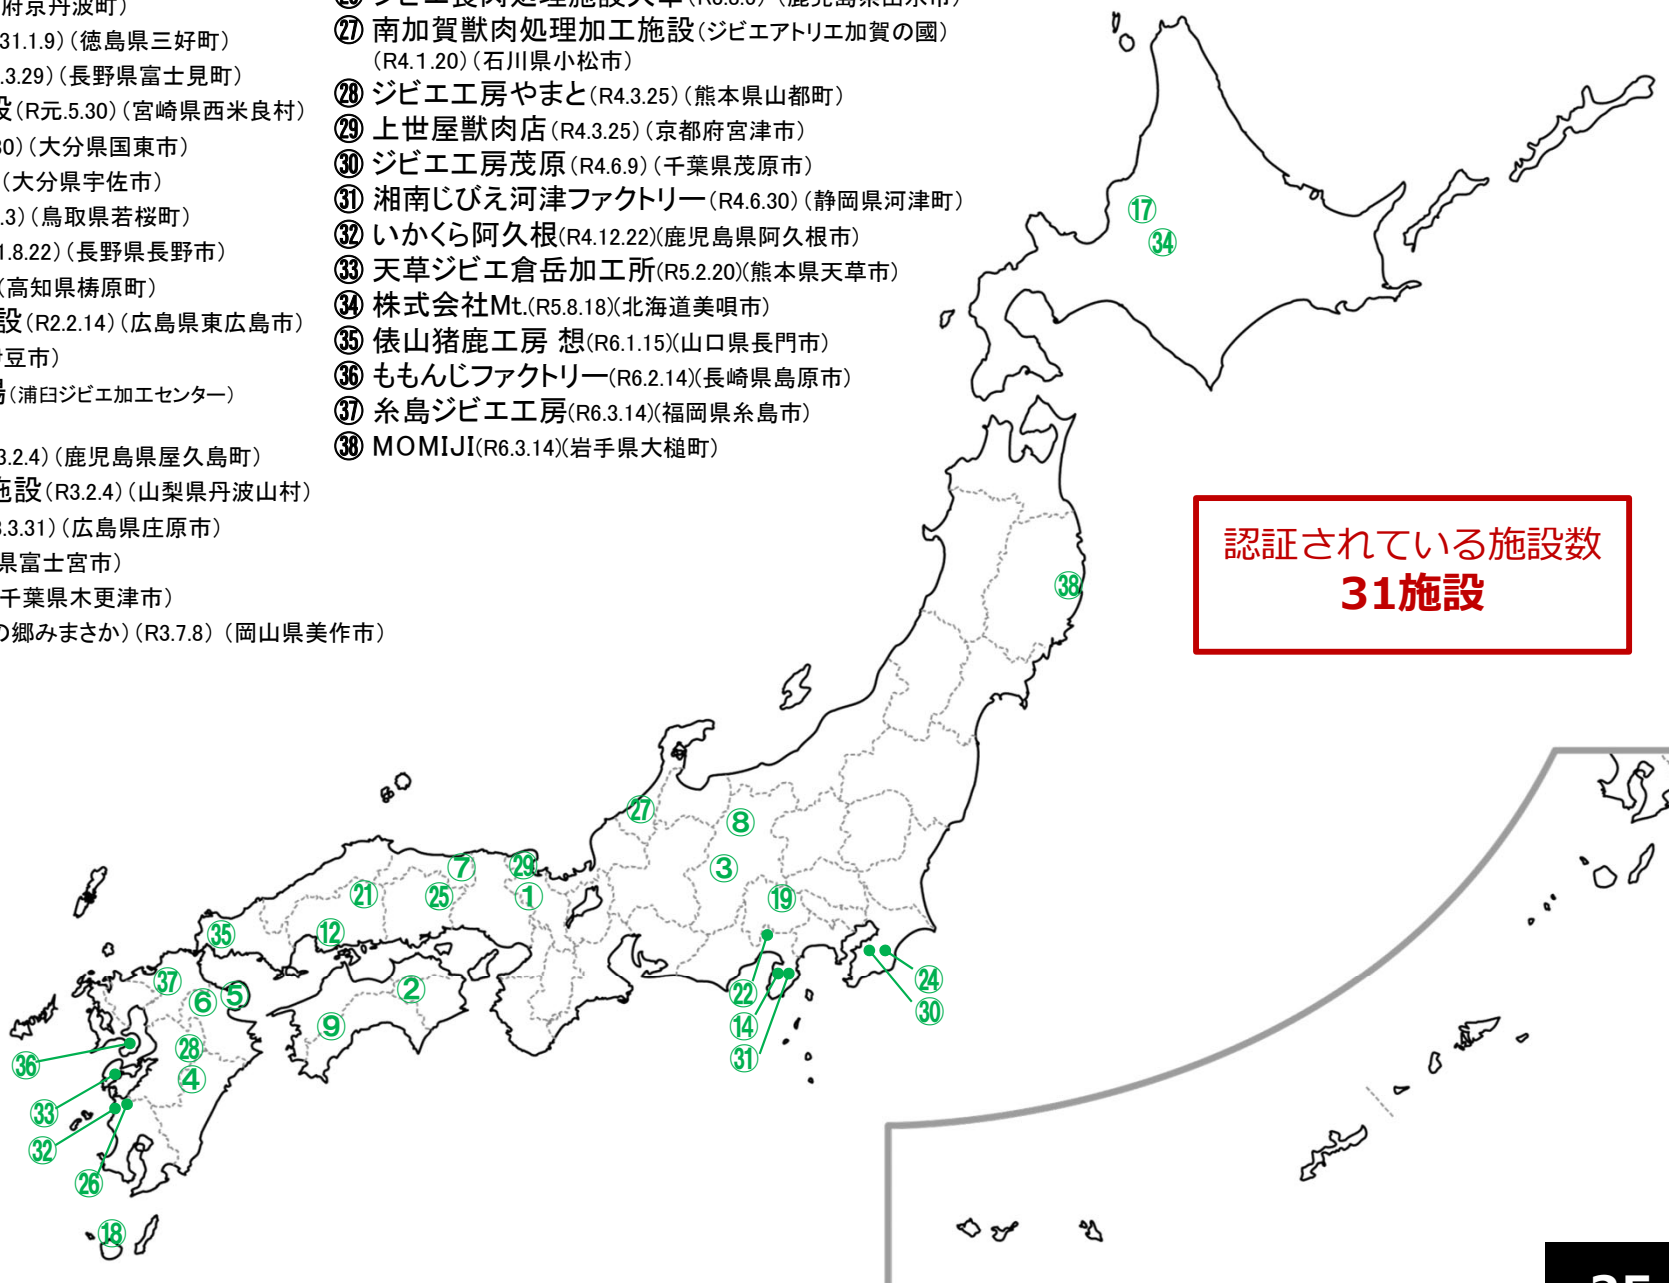 府京丹波町）
31.1.9）（徳島県三好町）
.3.29）（長野県富士見町）
設（R元.5.30）（宮崎県西米良村）
30）（大分県国東市）
（大分県宇佐市）
.3）（鳥取県若桜町）
1.8.22）（長野県長野市）
（高知県梼原町）
設（R2.2.14）（広島県東広島市）
豆市）
（浦臼ジビエ加工センター）
3.2.4）（鹿児島県屋久島町）
施設（R3.2.4）（山梨県丹波山村）
3.3.31）（広島県庄原市）
県富士宮市）
千葉県木更津市）
の郷みまさか）（R3.7.8）（岡山県美作市）
㉗ 南加賀獣肉処理加工施設（ジビエアトリエ加賀の國）
（R4.1.20）（石川県小松市）
㉘ ジビエ工房やまと（R4.3.25）（熊本県山都町）
㉙ 上世屋獣肉店（R4.3.25）（京都府宮津市）
㉚ ジビエ工房茂原（R4.6.9）（千葉県茂原市）
㉛ 湘南じびえ河津ファクトリー（R4.6.30）（静岡県河津町）
㉜ いかくら阿久根(R4.12.22)(鹿児島県阿久根市）
㉝ 天草ジビエ倉岳加工所(R5.2.20)(熊本県天草市）
㉞ 株式会社Mt.(R5.8.18)(北海道美唄市）
㉟ 俵山猪鹿工房 想(R6.1.15)(山口県長門市）
㊱ ももんじファクトリー(R6.2.14)(長崎県島原市）
㊲ 糸島ジビエ工房(R6.3.14)(福岡県糸島市）
㊳ MOMIJI(R6.3.14)(岩手県大槌町）
⑰
㉞
認証されている施設数
31施設
㊳
㉗
⑧
③
⑲
⑦
㉙
㉑
㉕
①
㉟
⑫
㊲
⑥
⑤
②
⑨
㉒
⑭
㉛
㉔
㉚
㊱
㉘
④
㉝
㉜
㉖
⑱